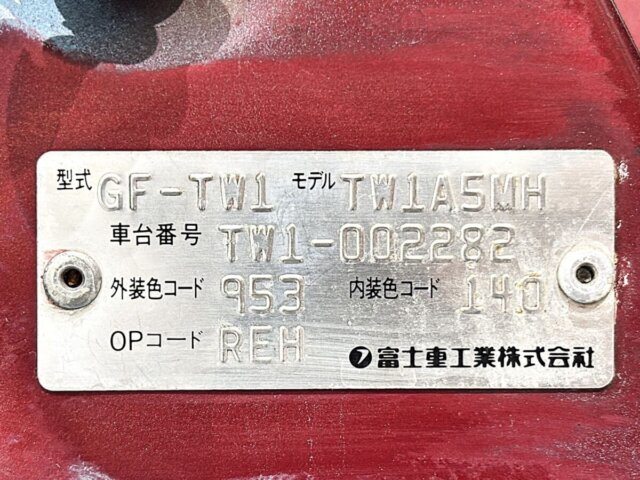 型式 GF-TW1 モデル TW1A5MH
車台番号 TW1-002282
外装色コード 953 内装色コード 140
OPコード REH 富士重工業株式会社